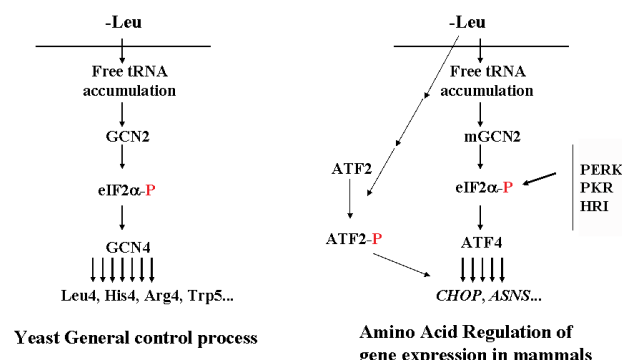 -Leu
Free tRNA
accumulation
GCN2
eIF2α-P
GCN4
Leu4, His4, Arg4, Trp5...
Yeast General control process
-Leu
Free tRNA
accumulation
mGCN2
ATF2
eIF2α-P
PERK
PKR
HRI
ATF2-P
ATF4
CHOP, ASNS...
Amino Acid Regulation of
gene expression in mammals